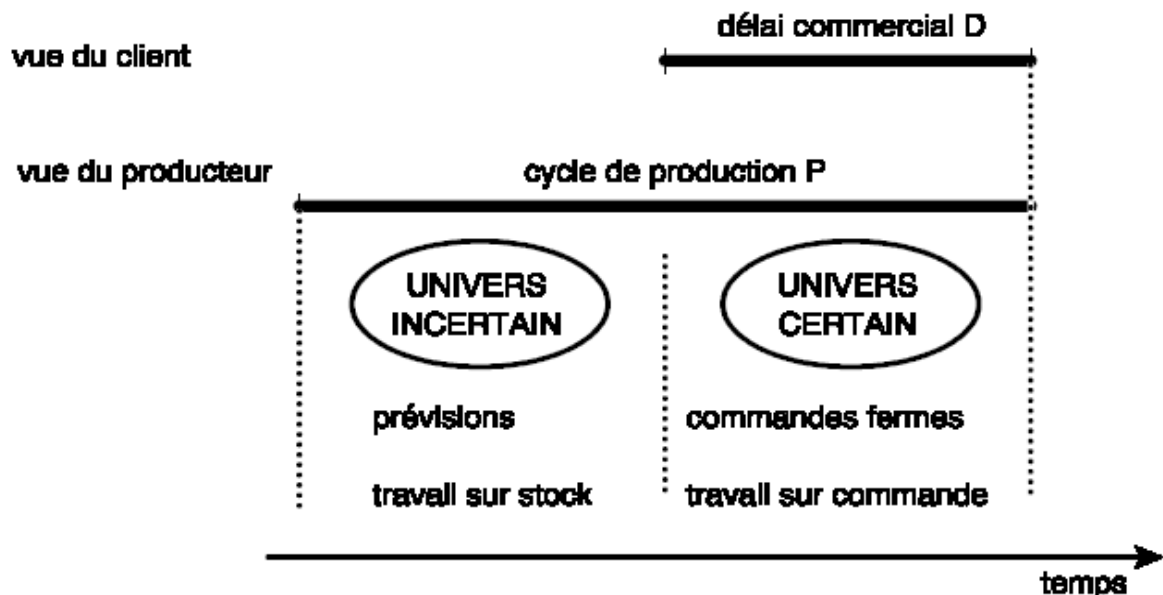 délai commercial D
vue du client
vue du producteur
cycle de production P
UNIVERS
INCERTAIN
UNIVERS
CERTAIN
prévisions
commandes fermes
travail sur stock
travail sur commande
temps